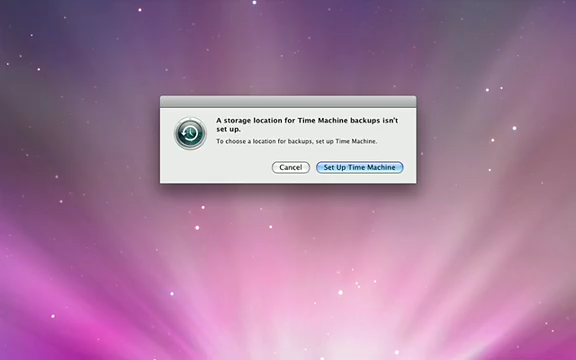 A storage location for Time Machine backups isn't
set up.
To choose a location for backups, set up Time Machine.
Cancel
Set Up Time Machine